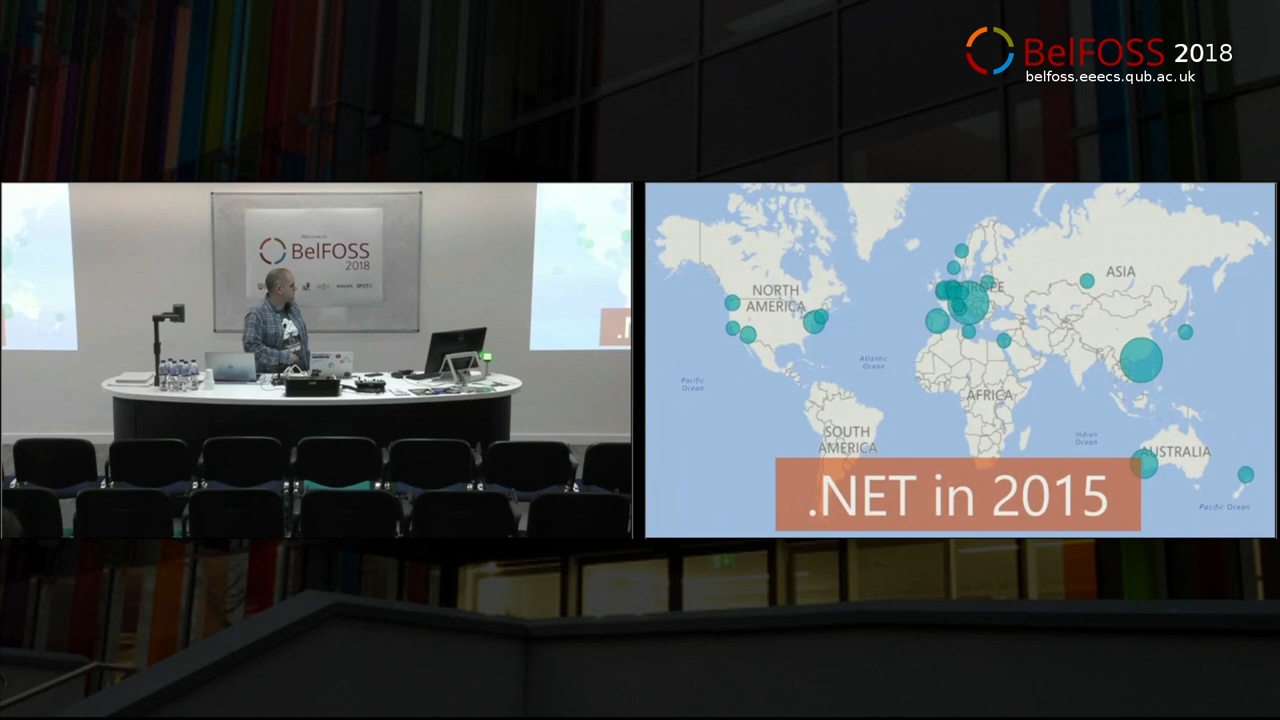 BelFOSS 2018
belfoss.eeecs.qub.ac.uk
Welcome to
BelFOSS
2018
NORTH
AMERICA
EUROPE
ASIA
Atlantic
Ocean
Pacific
Ocean
AFRICA
SOUTH
AMERICA
Indian
Ocean
AUSTRALIA
Pacific Ocean
.NET in 2015